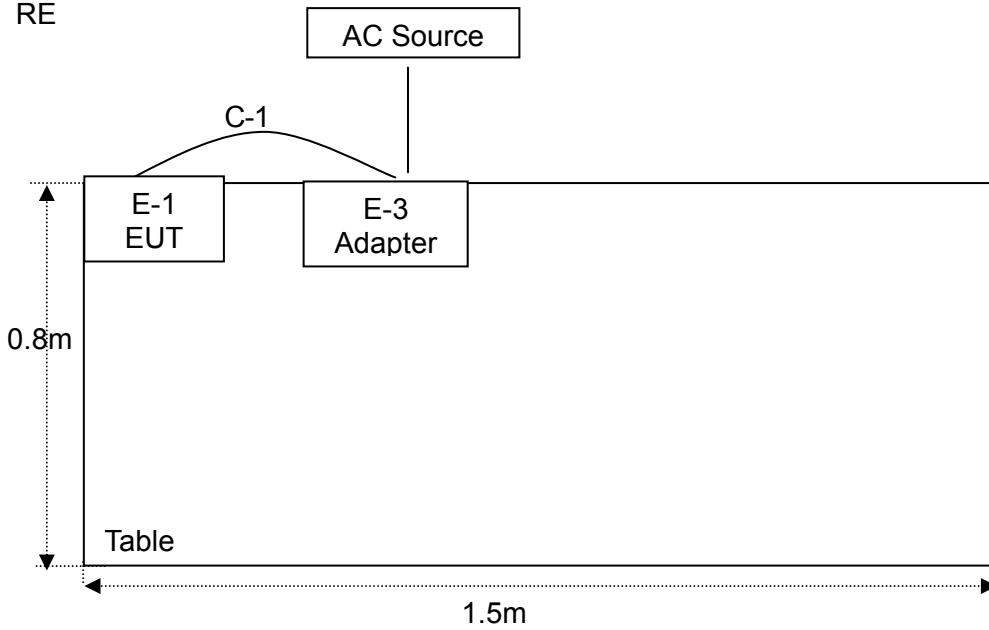 RE
AC Source
C-1
E-1
EUT
E-3
Adapter
0.8m
Table
1.5m